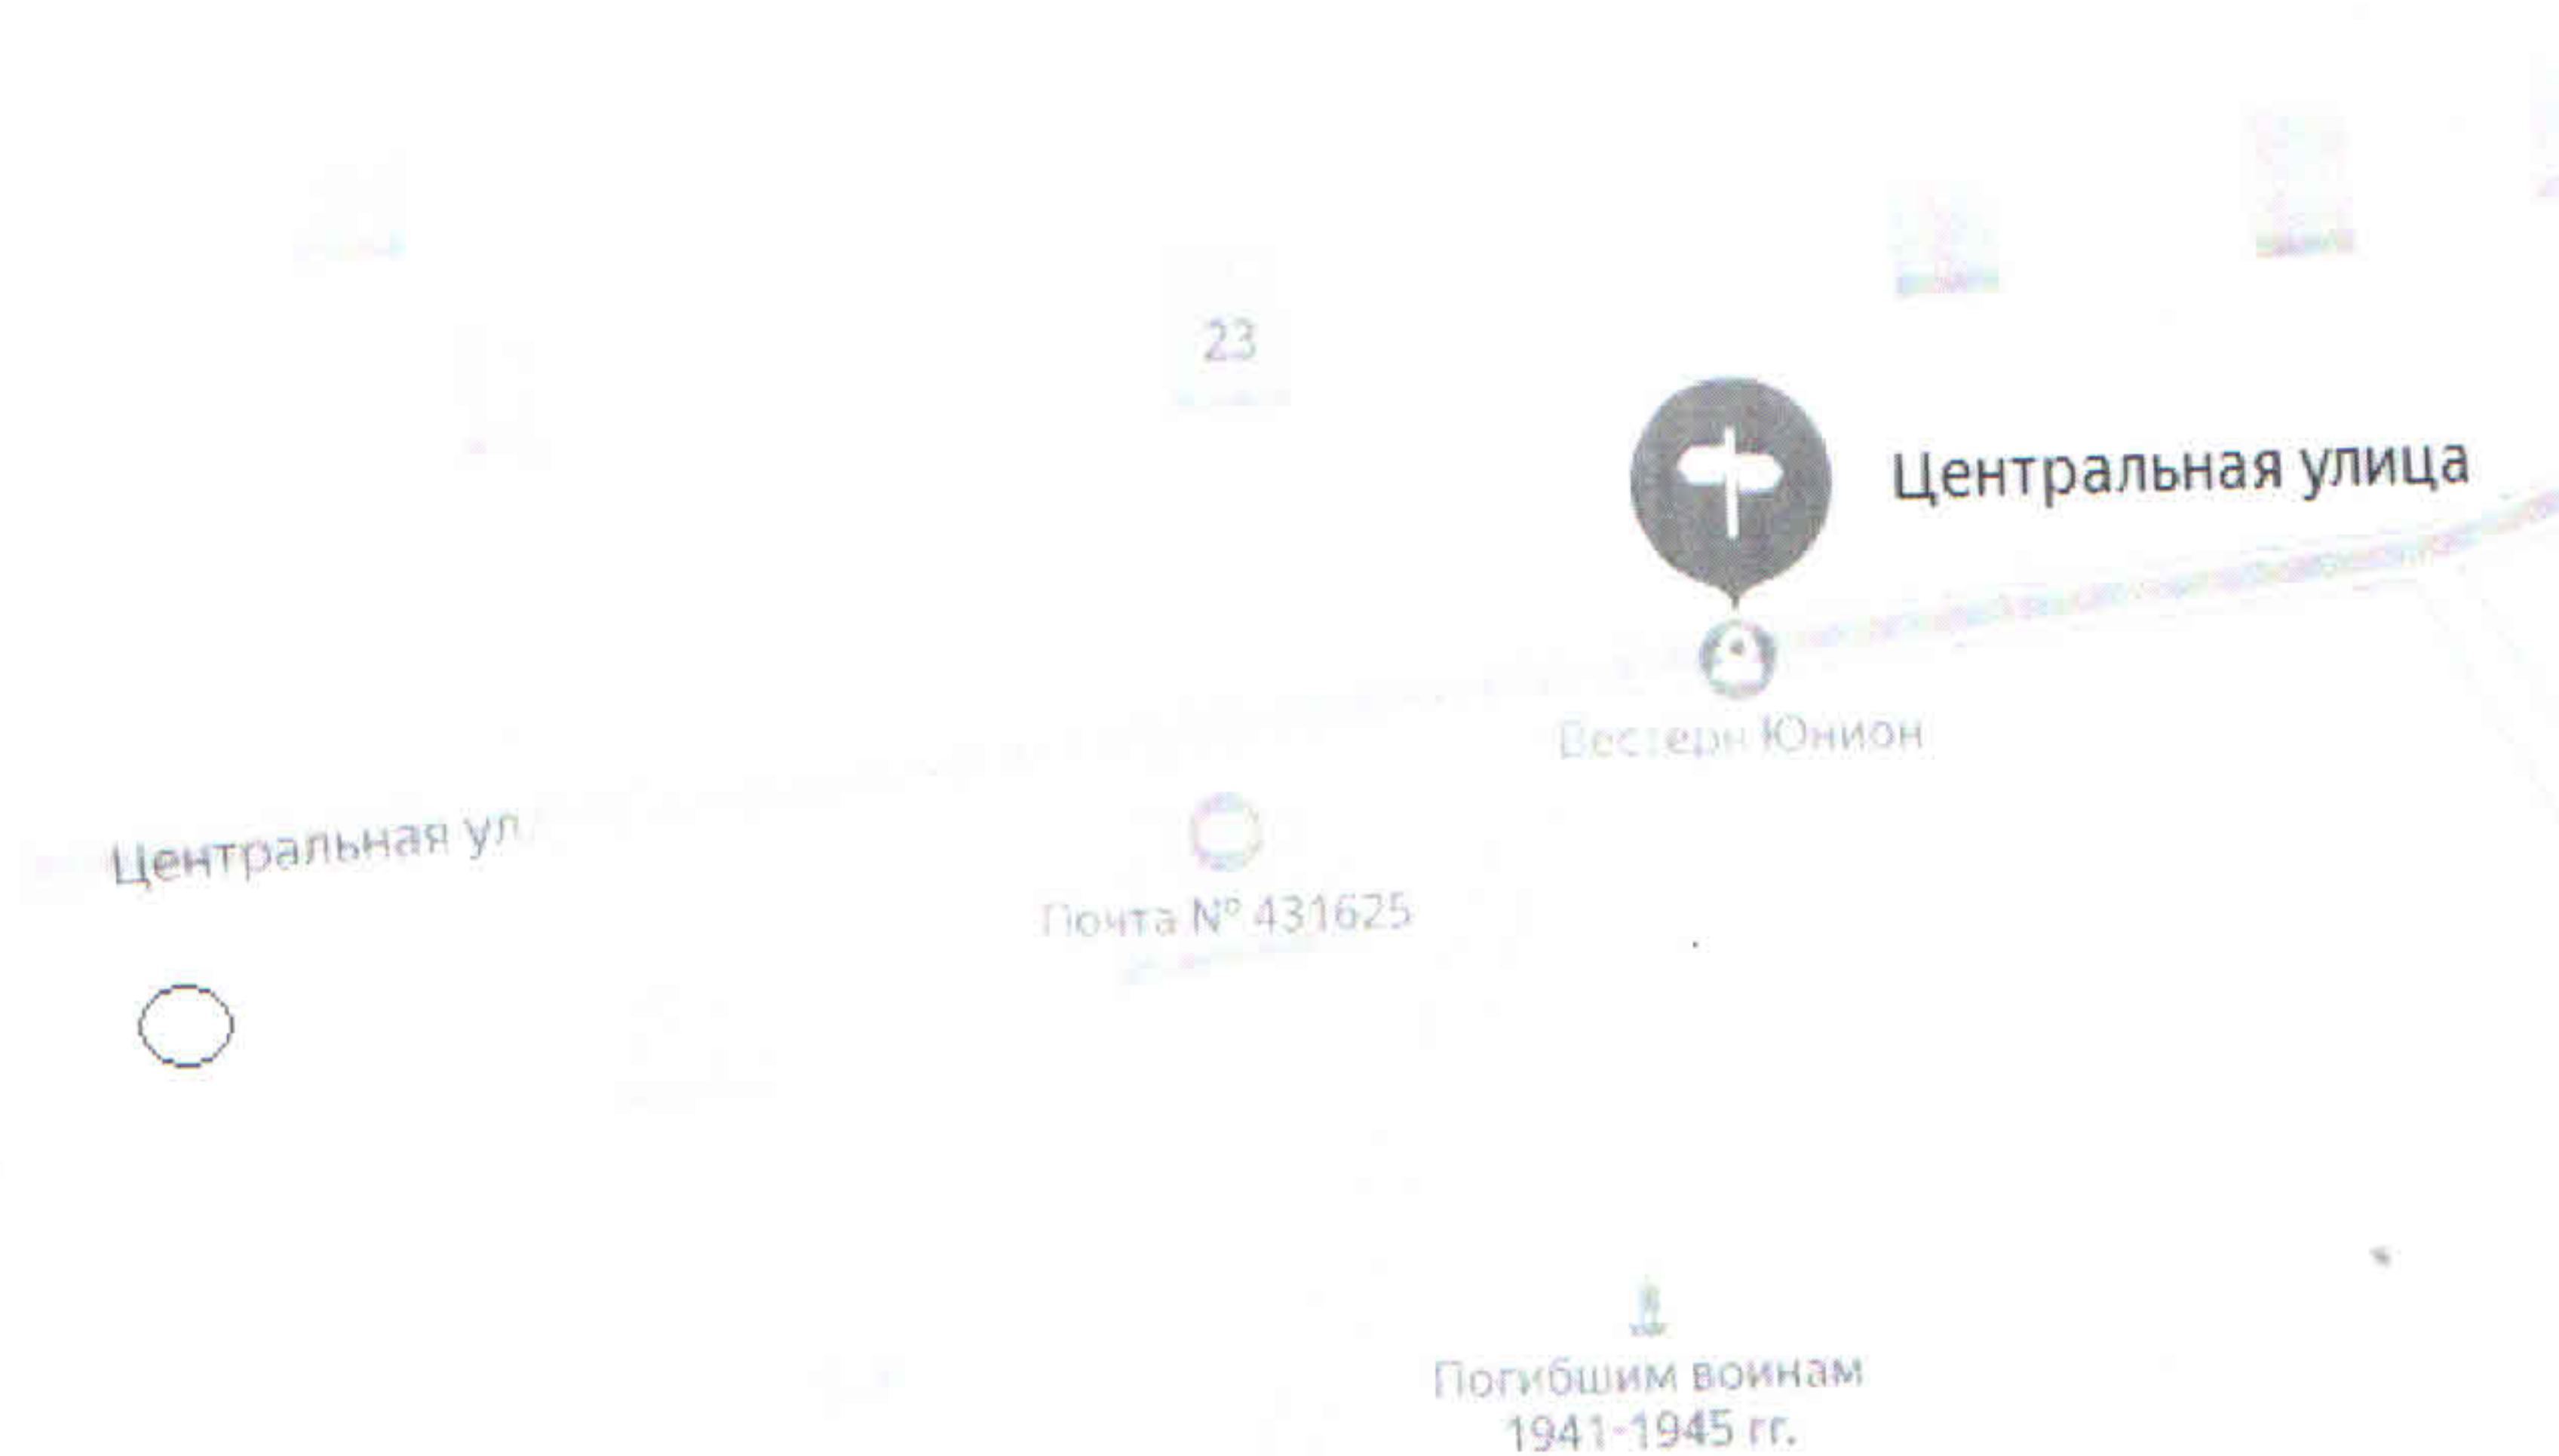 23
Центральная улица
Вестерн Юнион
Центральная ул.
Почта № 431625
Погибшим воинам
1941-1945 гг.